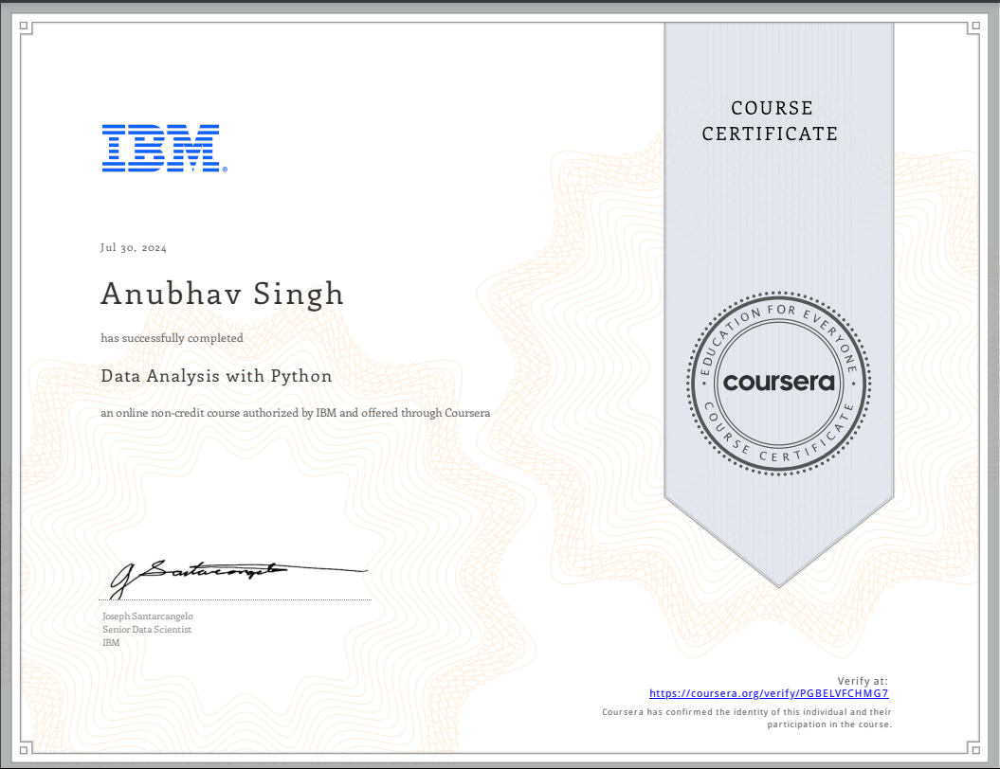 IBM®
COURSE
CERTIFICATE
Jul 30, 2024
Anubhav Singh
has successfully completed
Data Analysis with Python
an online non-credit course authorized by IBM and offered through Coursera
EDUCATION FOR EVERYONE
coursera
COURSE CERTIFICATE
J Santarcangelo
Joseph Santarcangelo
Senior Data Scientist
IBM
Verify at:
https://coursera.org/verify/PGBELVFCHMG7
Coursera has confirmed the identity of this individual and their
participation in the course.